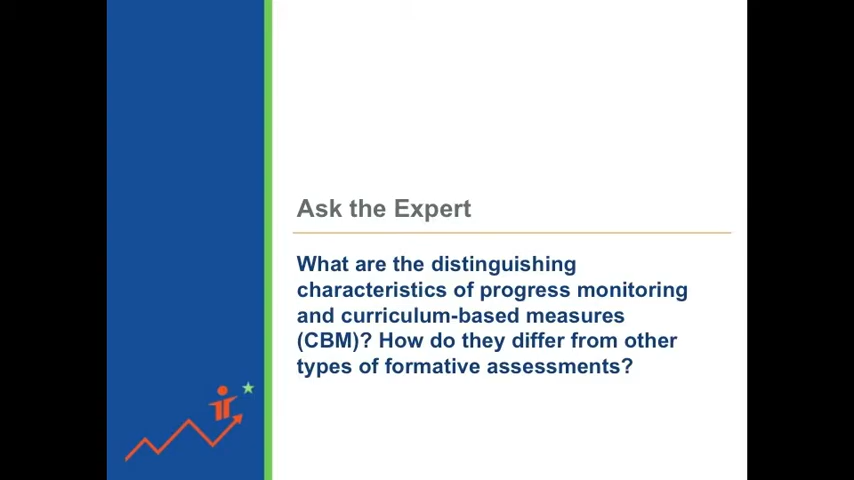 Ask the Expert
What are the distinguishing
characteristics of progress monitoring
and curriculum-based measures
(CBM)? How do they differ from other
types of formative assessments?